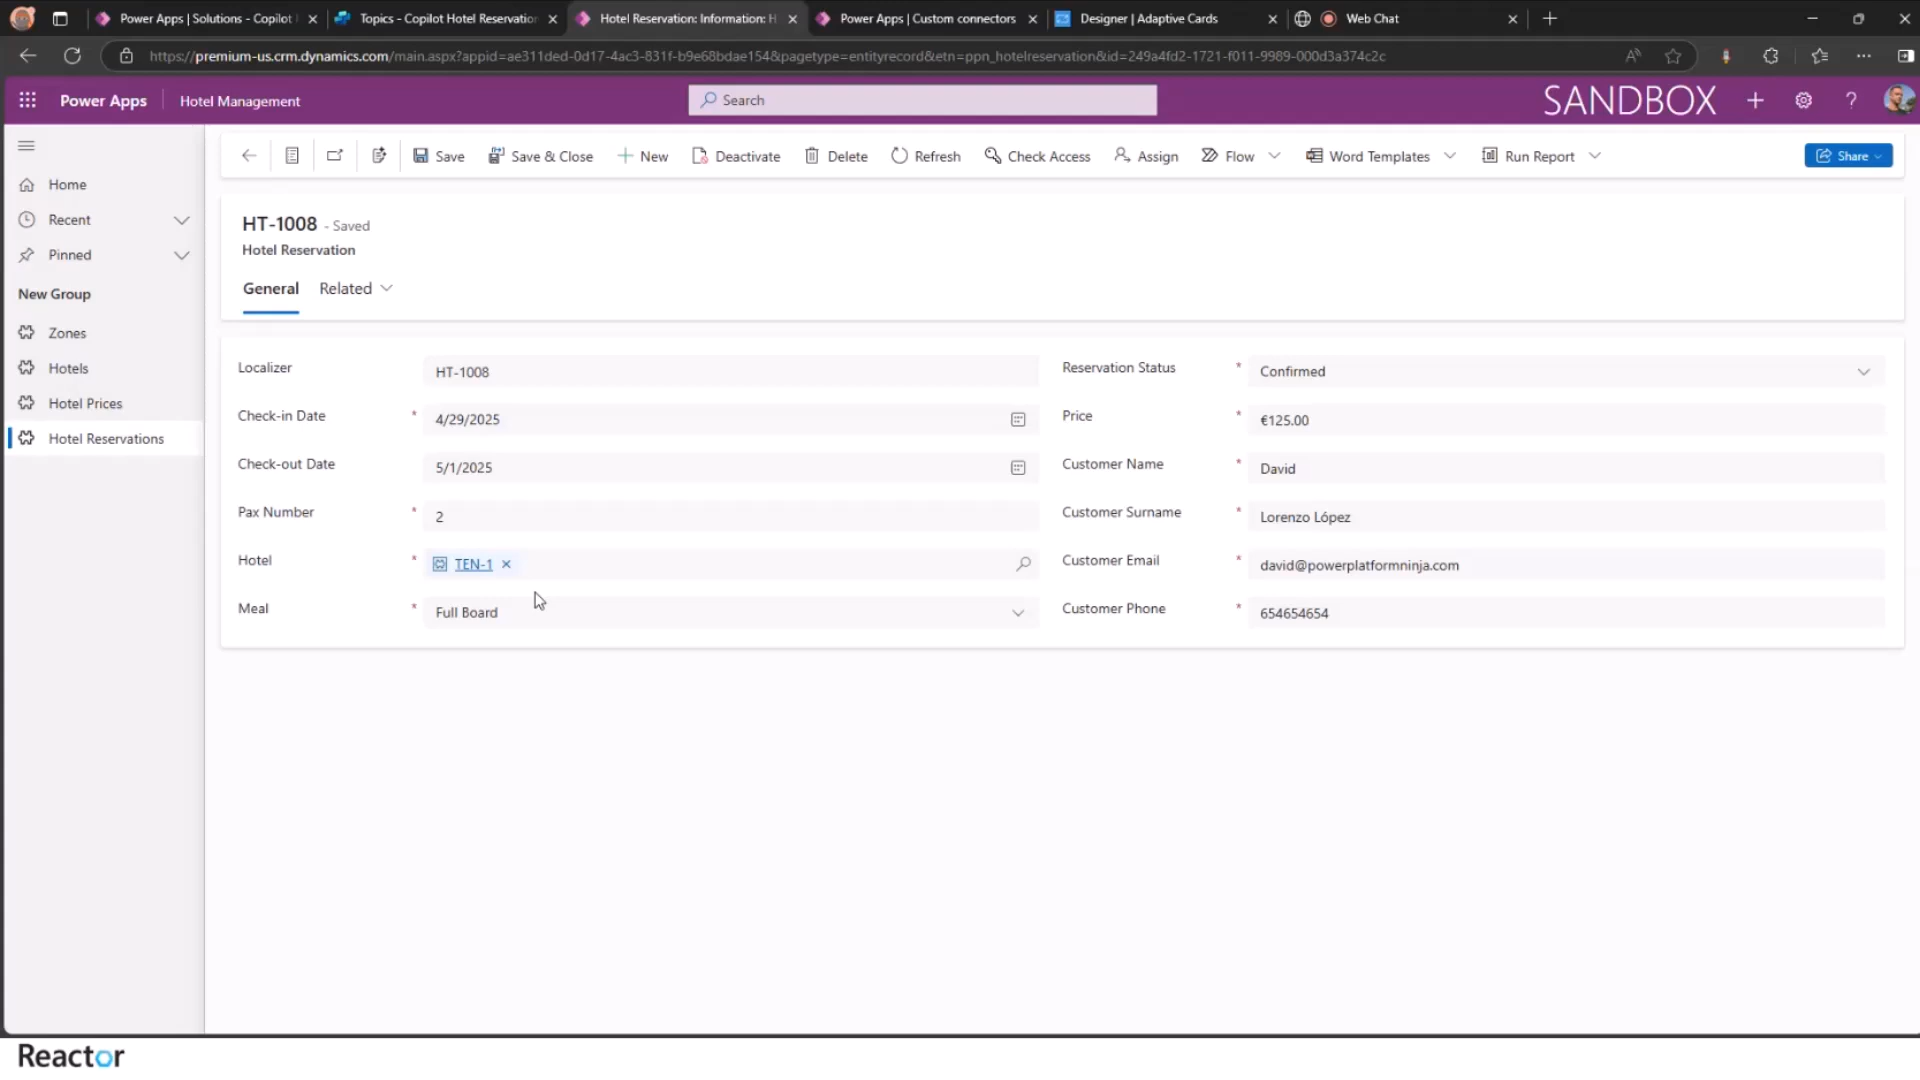 Power Apps | Solutions - Copilot
Topics - Copilot Hotel Reservation
Hotel Reservation: Information: H
Power Apps | Custom connectors
Designer | Adaptive Cards
Web Chat
https://premium-us.crm.dynamics.com/main.aspx?appid=ae311ded-0d17-4ac3-831f-b9e68bdae154&pagetype=entityrecord&etn=ppn_hotelreservation&id=249a4fd2-1721-f011-9989-000d3a374c2c
Power Apps
Hotel Management
Search
SANDBOX
Home
Recent
Pinned
New Group
Zones
Hotels
Hotel Prices
Hotel Reservations
Save
Save & Close
New
Deactivate
Delete
Refresh
Check Access
Assign
Flow
Word Templates
Run Report
Share
HT-1008 - Saved
Hotel Reservation
General
Related
Localizer
HT-1008
Check-in Date *
4/29/2025
Check-out Date
5/1/2025
Pax Number *
2
Hotel *
TEN-1
Meal *
Full Board
Reservation Status *
Confirmed
Price *
€125.00
Customer Name *
David
Customer Surname *
Lorenzo López
Customer Email *
david@powerplatformninja.com
Customer Phone *
654654654
Reactor